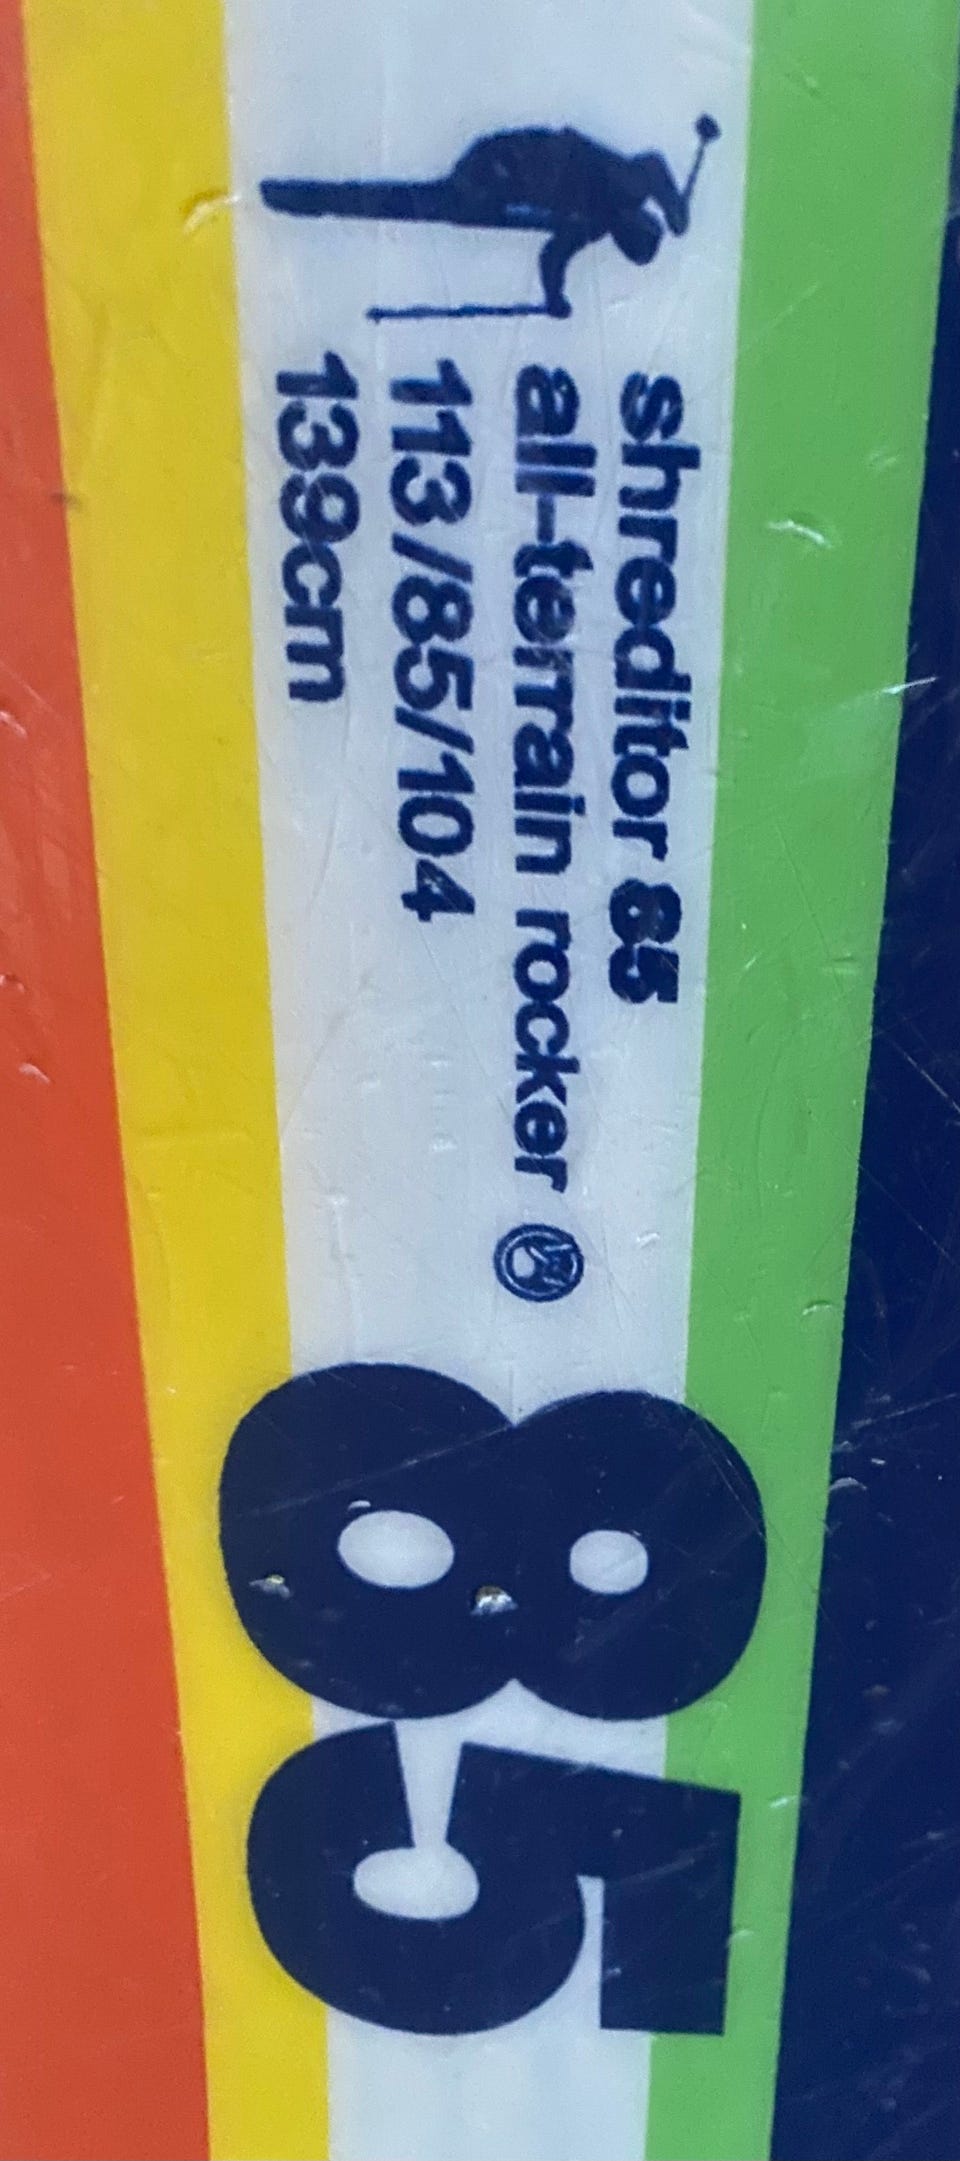 shreditor 85
all-terrain rocker
113/85/104
139cm
85